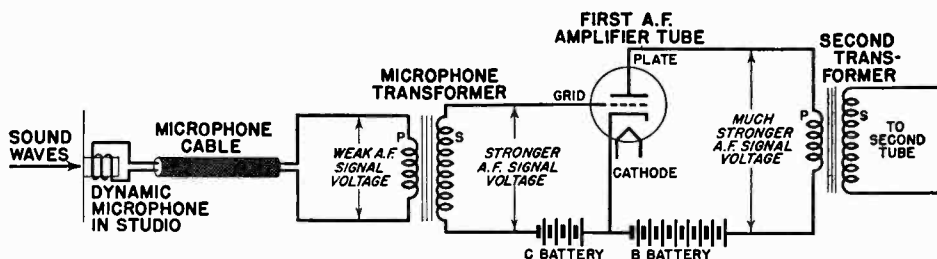 SOUND
WAVES
DYNAMIC
MICROPHONE
IN STUDIO
MICROPHONE
CABLE
WEAK A.F.
SIGNAL
VOLTAGE
MICROPHONE
TRANSFORMER
P
S
STRONGER
A.F. SIGNAL
VOLTAGE
C BATTERY
FIRST A.F.
AMPLIFIER TUBE
PLATE
GRID
CATHODE
B BATTERY
MUCH
STRONGER
A.F. SIGNAL
VOLTAGE
SECOND
TRANS-
FORMER
P
S
TO
SECOND
TUBE